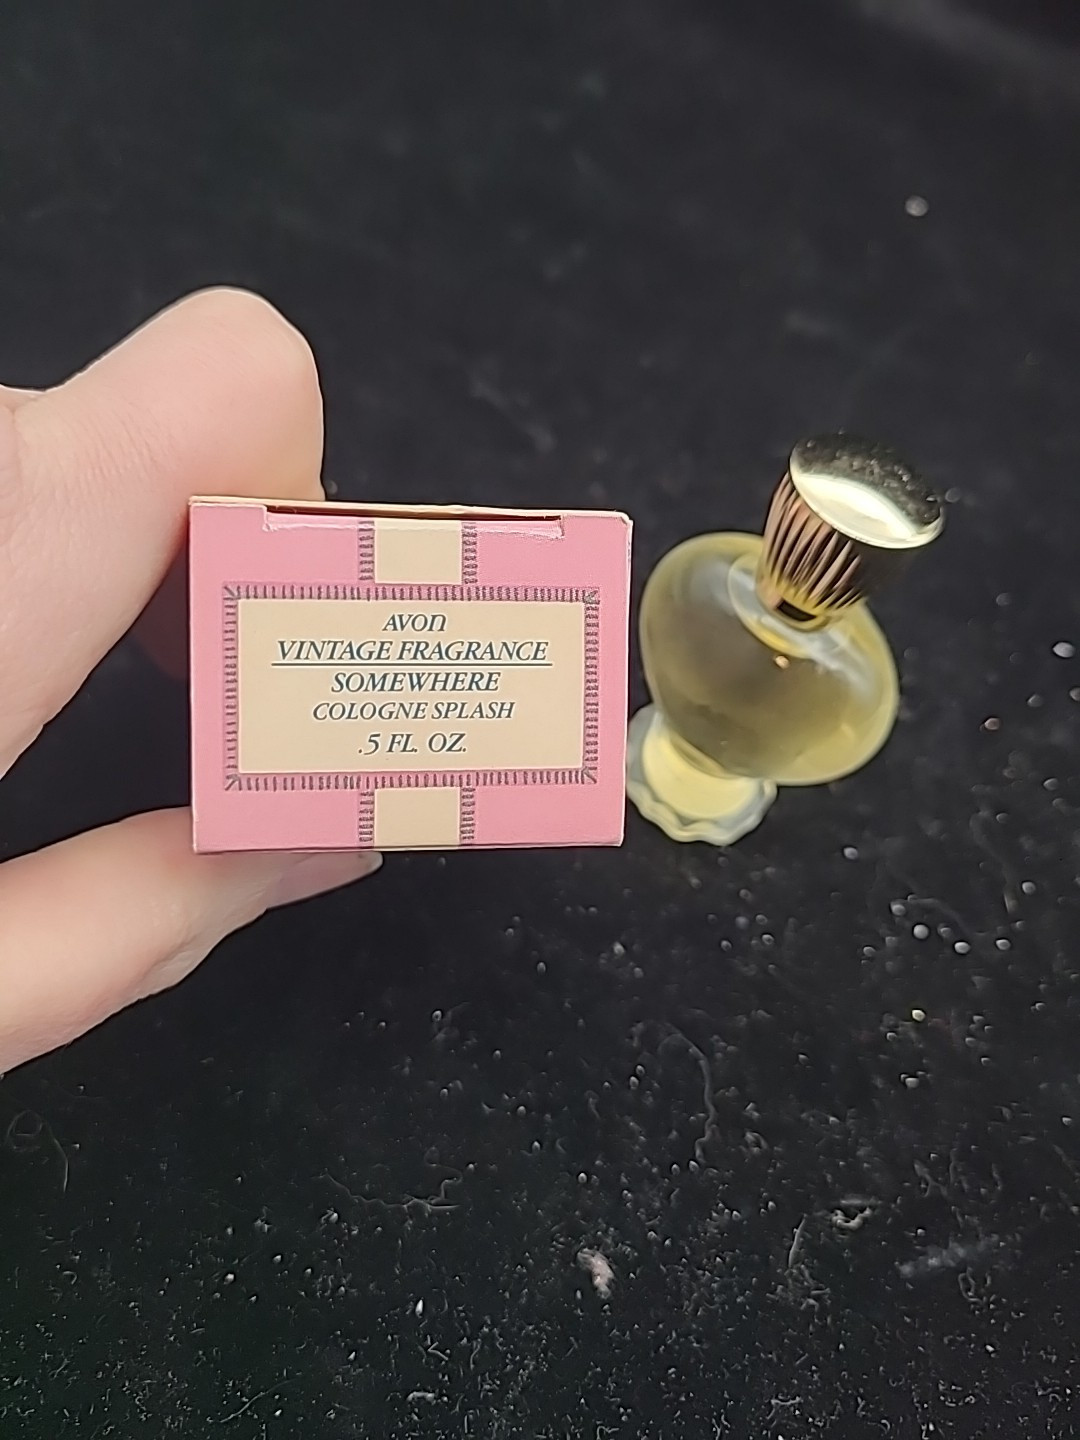 AVON
VINTAGE FRAGRANCE
SOMEWHERE
COLOGNE SPLASH
.5 FL. OZ.